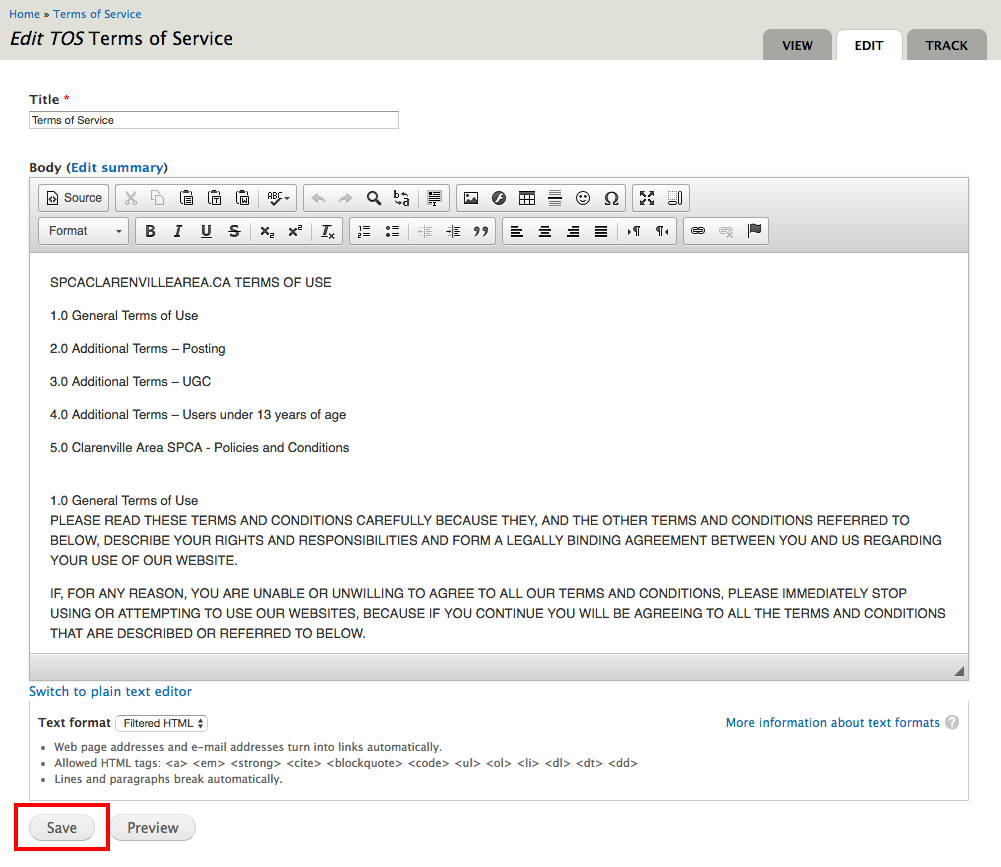 Home » Terms of Service
Edit TOS Terms of Service
VIEW
EDIT
TRACK
Title *
Terms of Service
Body (Edit summary)
Source
ABC
Format
B I U S x₂ x² Tx
SPCACLARENVILLEAREA.CA TERMS OF USE
1.0 General Terms of Use
2.0 Additional Terms – Posting
3.0 Additional Terms – UGC
4.0 Additional Terms – Users under 13 years of age
5.0 Clarenville Area SPCA - Policies and Conditions
1.0 General Terms of Use
PLEASE READ THESE TERMS AND CONDITIONS CAREFULLY BECAUSE THEY, AND THE OTHER TERMS AND CONDITIONS REFERRED TO
BELOW, DESCRIBE YOUR RIGHTS AND RESPONSIBILITIES AND FORM A LEGALLY BINDING AGREEMENT BETWEEN YOU AND US REGARDING
YOUR USE OF OUR WEBSITE.
IF, FOR ANY REASON, YOU ARE UNABLE OR UNWILLING TO AGREE TO ALL OUR TERMS AND CONDITIONS, PLEASE IMMEDIATELY STOP
USING OR ATTEMPTING TO USE OUR WEBSITES, BECAUSE IF YOU CONTINUE YOU WILL BE AGREEING TO ALL THE TERMS AND CONDITIONS
THAT ARE DESCRIBED OR REFERRED TO BELOW.
Switch to plain text editor
Text format Filtered HTML
More information about text formats ?
• Web page addresses and e-mail addresses turn into links automatically.
• Allowed HTML tags: <a> <em> <strong> <cite> <blockquote> <code> <ul> <ol> <li> <dl> <dt> <dd>
• Lines and paragraphs break automatically.
Save
Preview